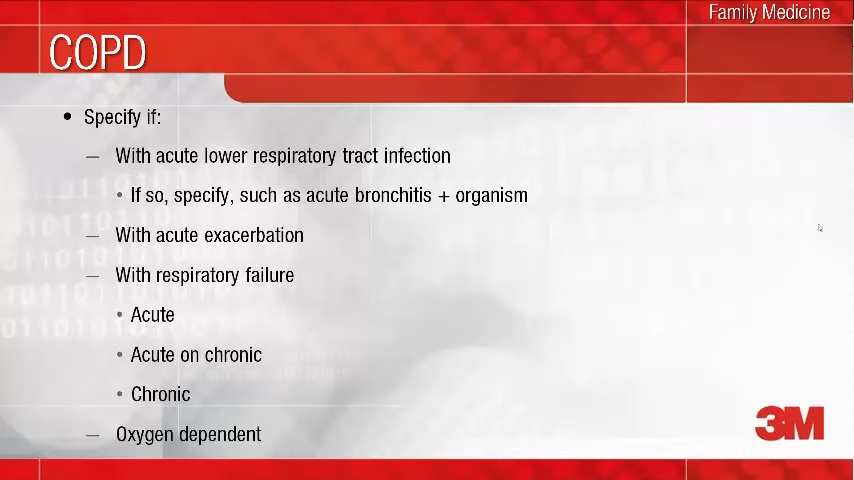 Family Medicine
COPD
• Specify if:
— With acute lower respiratory tract infection
• If so, specify, such as acute bronchitis + organism
— With acute exacerbation
— With respiratory failure
• Acute
• Acute on chronic
• Chronic
— Oxygen dependent
3M